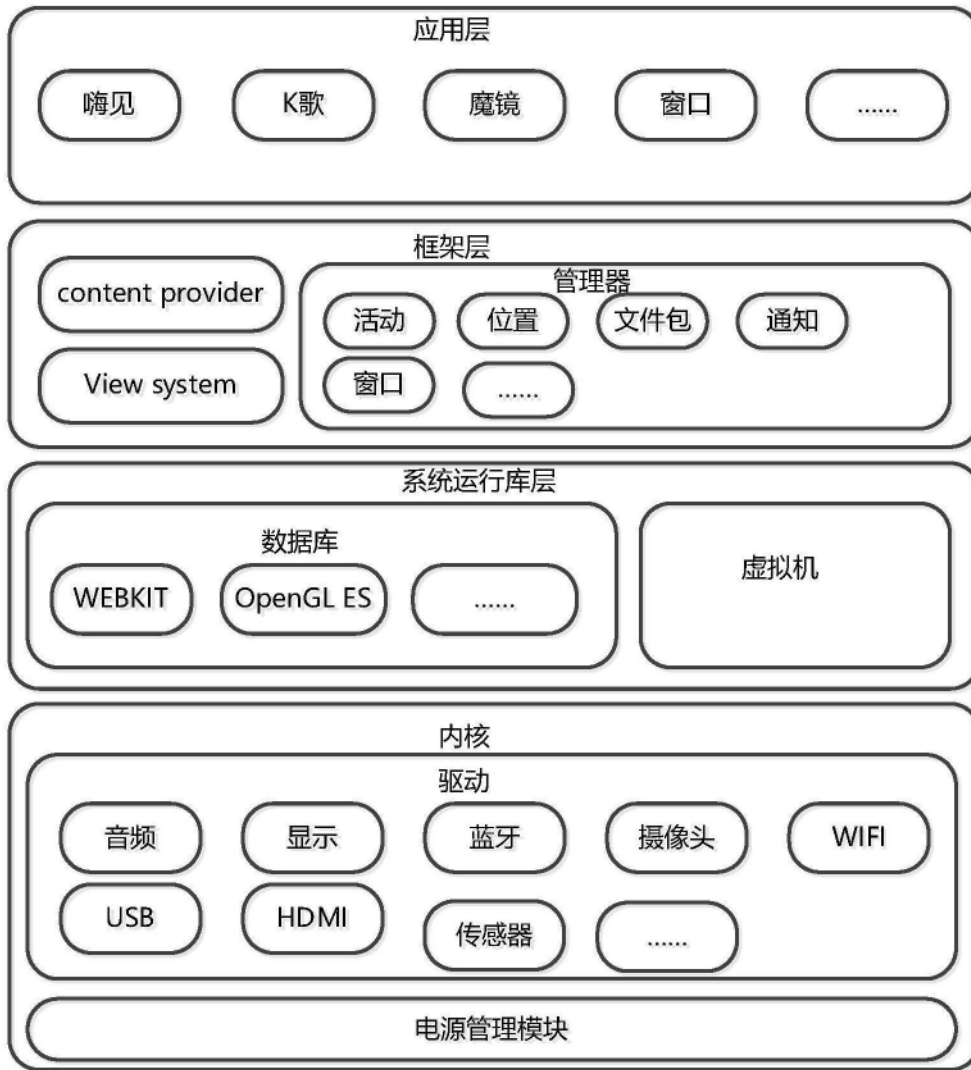 应用层
嗨见
K歌
魔镜
窗口
......
框架层
content provider
View system
管理器
活动
位置
文件包
通知
窗口
......
系统运行库层
数据库
WEBKIT
OpenGL ES
......
虚拟机
内核
驱动
音频
显示
蓝牙
摄像头
WIFI
USB
HDMI
传感器
......
电源管理模块